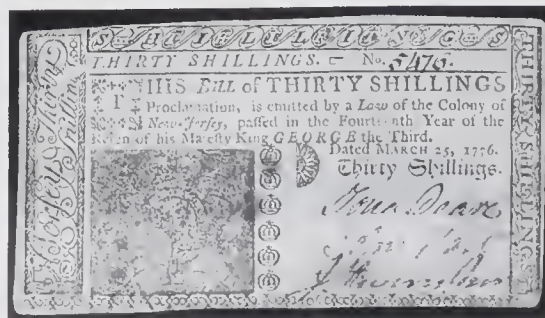 SHILLINGS
THIRTY SHILLINGS. No. 5476.
THIS Bill of THIRTY SHILLINGS
Proclamation, is emitted by a Law of the Colony of
New-Jersey, passed in the Fourteenth Year of the
Reign of his Majesty King GEORGE the Third.
Dated MARCH 25, 1776.
Thirty Shillings.
THIRTY SHILLINGS